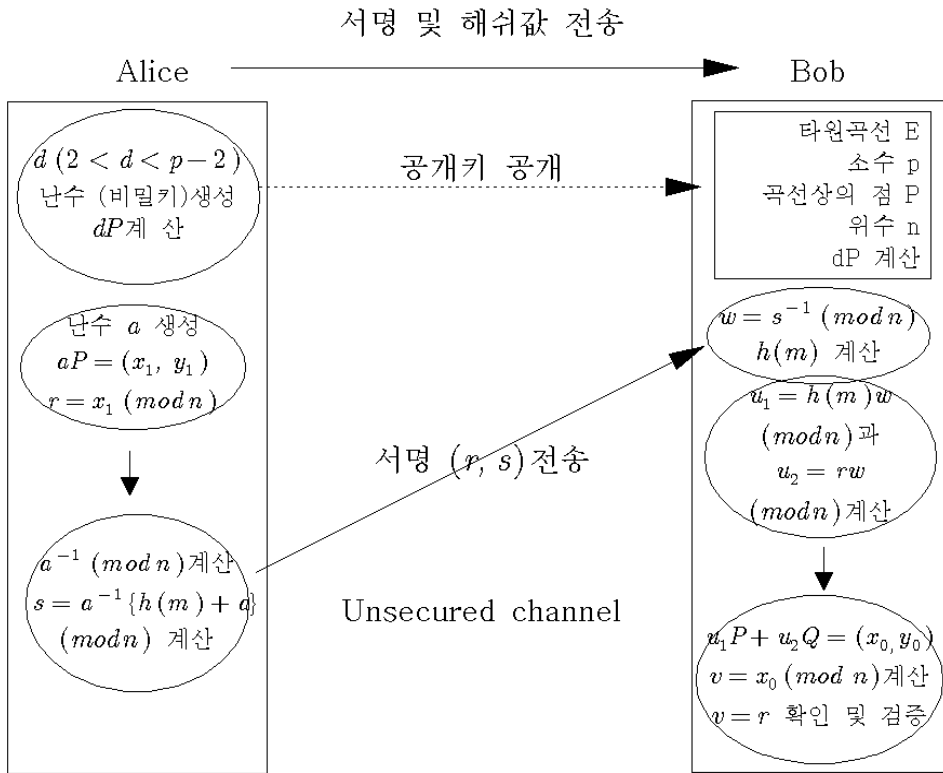 서명 및 해쉬값 전송
Alice
Bob
d (2 < d < p − 2)
난수 (비밀키)생성
dP계 산
공개키 공개
타원곡선 E
소수 p
곡선상의 점 P
위수 n
dP 계산
난수 a 생성
aP = (x₁, y₁)
r = x₁ (mod n)
w = s⁻¹ (mod n)
h(m) 계산
u₁ = h(m)w
(mod n)과
u₂ = rw
(mod n)계산
서명 (r, s)전송
a⁻¹ (mod n)계산
s = a⁻¹{h(m) + d}
(mod n) 계산
Unsecured channel
u₁P + u₂Q = (x₀, y₀)
v = x₀ (mod n)계산
v = r 확인 및 검증